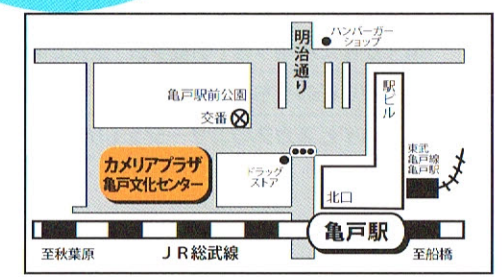 明治通り
ハンバーガー
ショップ
亀戸駅前公園
交番
駅ビル
カメリアプラザ
亀戸文化センター
ドラッグ
ストア
東武
亀戸線
亀戸駅
北口
亀戸駅
至秋葉原
JR総武線
至船橋